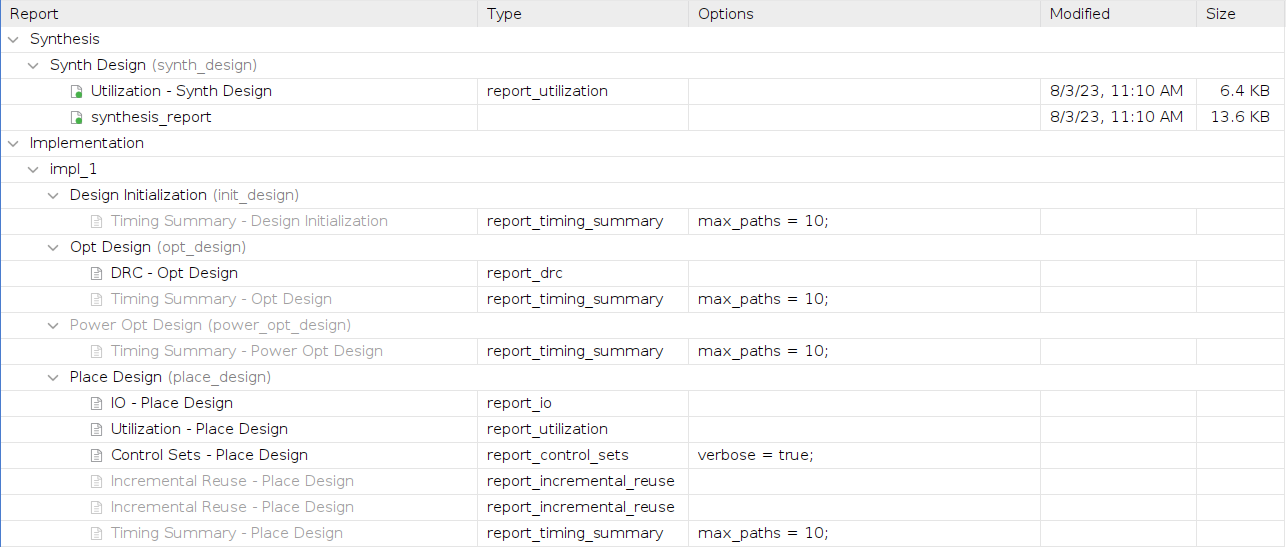 Report Type Options Modified Size
Synthesis
Synth Design (synth_design)
Utilization - Synth Design report_utilization 8/3/23, 11:10 AM 6.4 KB
synthesis_report 8/3/23, 11:10 AM 13.6 KB
Implementation
impl_1
Design Initialization (init_design)
Timing Summary - Design Initialization report_timing_summary max_paths = 10;
Opt Design (opt_design)
DRC - Opt Design report_drc
Timing Summary - Opt Design report_timing_summary max_paths = 10;
Power Opt Design (power_opt_design)
Timing Summary - Power Opt Design report_timing_summary max_paths = 10;
Place Design (place_design)
IO - Place Design report_io
Utilization - Place Design report_utilization
Control Sets - Place Design report_control_sets verbose = true;
Incremental Reuse - Place Design report_incremental_reuse
Incremental Reuse - Place Design report_incremental_reuse
Timing Summary - Place Design report_timing_summary max_paths = 10;